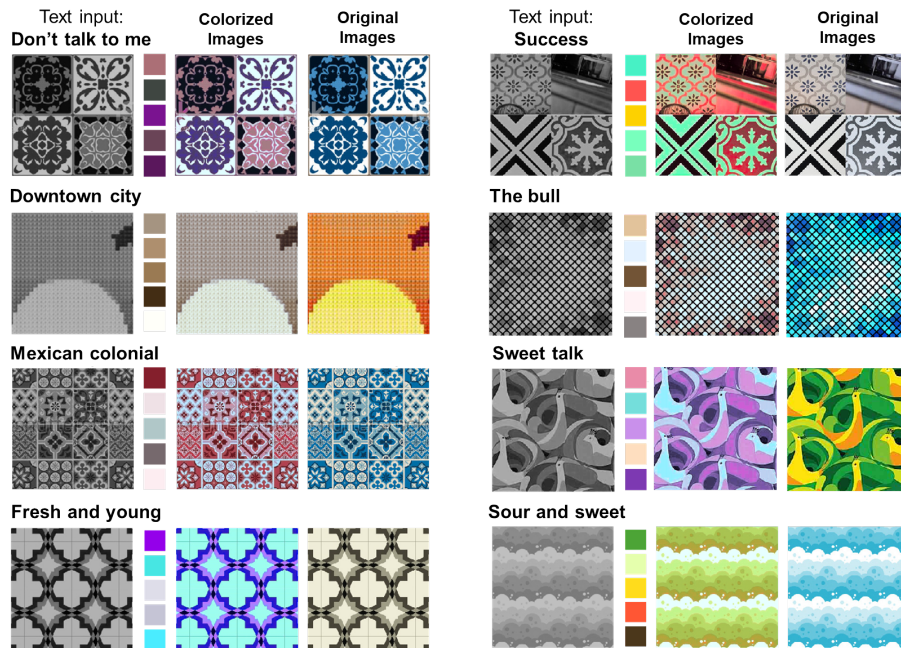 Text input:
Don't talk to me
Colorized
Images
Original
Images
Downtown city
Mexican colonial
Fresh and young
Text input:
Success
Colorized
Images
Original
Images
The bull
Sweet talk
Sour and sweet